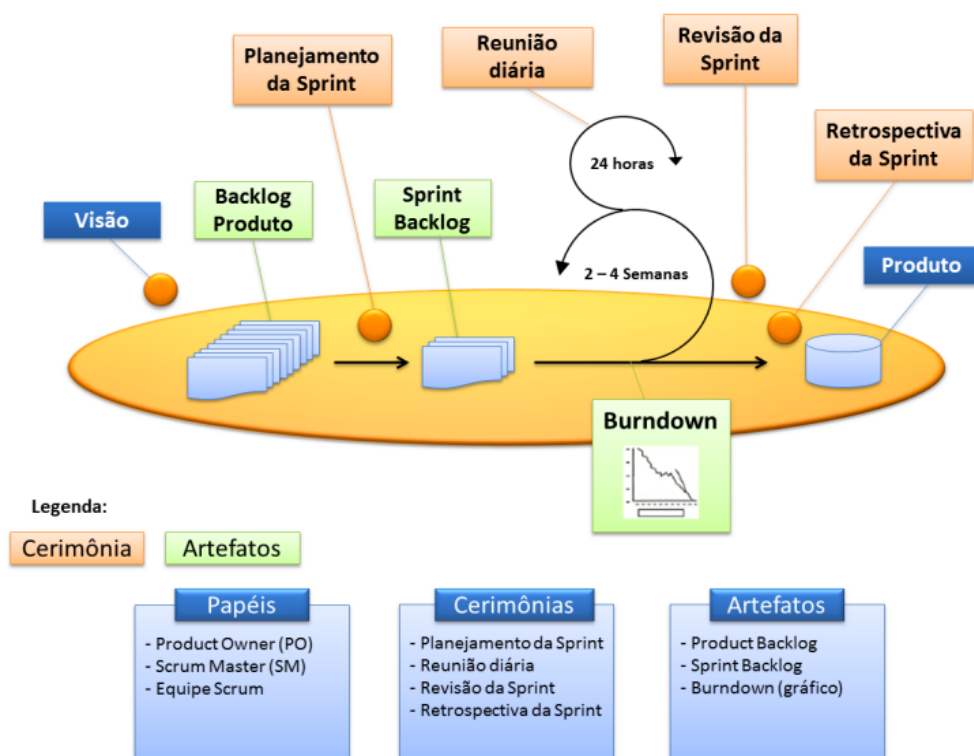 Planejamento
da Sprint
Reunião
diária
Revisão da
Sprint
Retrospectiva
da Sprint
24 horas
Visão
Backlog
Produto
Sprint
Backlog
2 – 4 Semanas
Produto
Burndown
Legenda:
Cerimônia
Artefatos
Papéis
- Product Owner (PO)
- Scrum Master (SM)
- Equipe Scrum
Cerimônias
- Planejamento da Sprint
- Reunião diária
- Revisão da Sprint
- Retrospectiva da Sprint
Artefatos
- Product Backlog
- Sprint Backlog
- Burndown (gráfico)